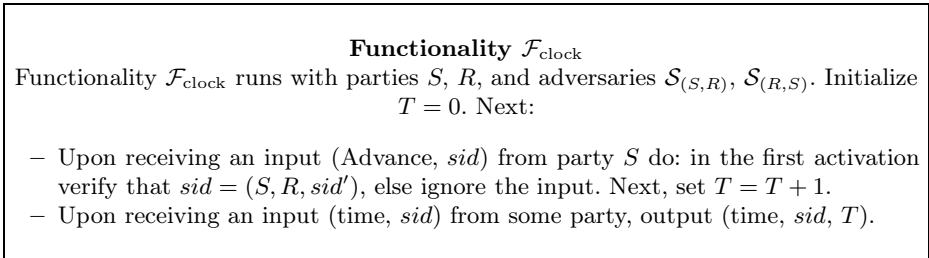 Functionality 𝓕clock
Functionality 𝓕clock runs with parties S, R, and adversaries 𝓢(S,R), 𝓢(R,S). Initialize
T = 0. Next:
– Upon receiving an input (Advance, sid) from party S do: in the first activation
verify that sid = (S, R, sid′), else ignore the input. Next, set T = T + 1.
– Upon receiving an input (time, sid) from some party, output (time, sid, T).